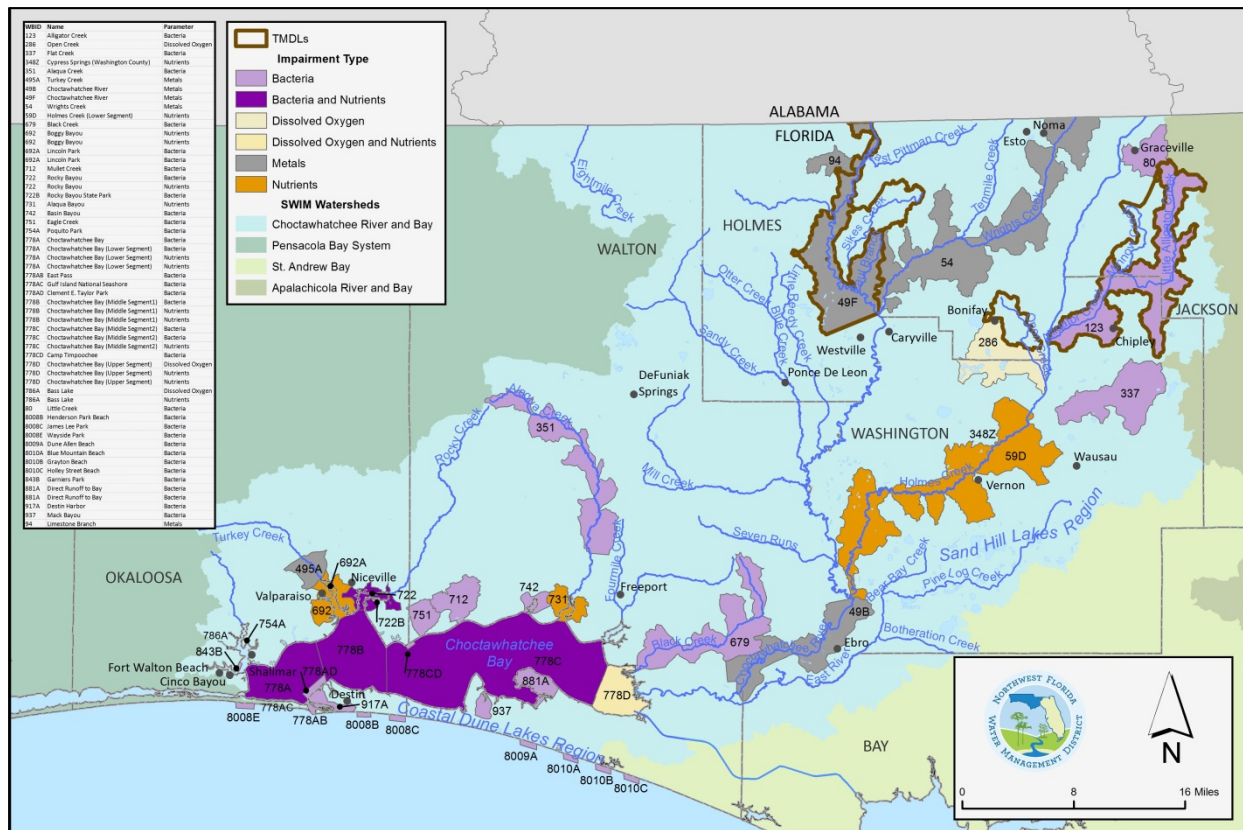 WBID Name Parameter
123 Alligator Creek Bacteria
286 Open Creek Dissolved Oxygen
337 Flat Creek Bacteria
348Z Cypress Springs (Washington County) Nutrients
351 Alaqua Creek Bacteria
495A Turkey Creek Metals
49B Choctawhatchee River Metals
49F Choctawhatchee River Metals
54 Wrights Creek Metals
59D Holmes Creek (Lower Segment) Nutrients
679 Black Creek Bacteria
692 Boggy Bayou Nutrients
692 Boggy Bayou Nutrients
692A Lincoln Park Bacteria
692A Lincoln Park Bacteria
712 Mullet Creek Bacteria
722 Rocky Bayou Bacteria
722 Rocky Bayou Nutrients
722B Rocky Bayou State Park Bacteria
731 Alaqua Bayou Nutrients
742 Basin Bayou Bacteria
751 Eagle Creek Bacteria
754A Poquito Park Bacteria
778A Choctawhatchee Bay Bacteria
778A Choctawhatchee Bay (Lower Segment) Bacteria
778A Choctawhatchee Bay (Lower Segment) Nutrients
778A Choctawhatchee Bay (Lower Segment) Nutrients
778AB East Pass Bacteria
778AC Gulf Island National Seashore Bacteria
778AD Clement E. Taylor Park Bacteria
778B Choctawhatchee Bay (Middle Segment1) Bacteria
778B Choctawhatchee Bay (Middle Segment1) Nutrients
778B Choctawhatchee Bay (Middle Segment1) Nutrients
778C Choctawhatchee Bay (Middle Segment2) Bacteria
778C Choctawhatchee Bay (Middle Segment2) Bacteria
778C Choctawhatchee Bay (Middle Segment2) Nutrients
778CD Camp Timpoochee Bacteria
778D Choctawhatchee Bay (Upper Segment) Dissolved Oxygen
778D Choctawhatchee Bay (Upper Segment) Nutrients
778D Choctawhatchee Bay (Upper Segment) Nutrients
786A Bass Lake Dissolved Oxygen
786A Bass Lake Nutrients
80 Little Creek Bacteria
8008B Henderson Park Beach Bacteria
8008C James Lee Park Bacteria
8008E Wayside Park Bacteria
8009A Dune Allen Beach Bacteria
8010A Blue Mountain Beach Bacteria
8010B Grayton Beach Bacteria
8010C Holley Street Beach Bacteria
843B Garniers Park Bacteria
881A Direct Runoff to Bay Bacteria
881A Direct Runoff to Bay Bacteria
917A Destin Harbor Bacteria
937 Mack Bayou Bacteria
94 Limestone Branch Metals
TMDLs
Impairment Type
Bacteria
Bacteria and Nutrients
Dissolved Oxygen
Dissolved Oxygen and Nutrients
Metals
Nutrients
SWIM Watersheds
Choctawhatchee River and Bay
Pensacola Bay System
St. Andrew Bay
Apalachicola River and Bay
ALABAMA
FLORIDA
Noma
Esto
Graceville
80
94
Pittman Creek
Eightmile Creek
Tenmile Creek
HOLMES
WALTON
Sikes Creek
Wrights Creek
Little Alligator Creek
54
49F
Otter Creek
Blue Creek
Little Reedy Creek
Sandy Creek
Bonifay
JACKSON
Caryville
Westville
286
123
Chipley
Ponce De Leon
DeFuniak
Springs
337
Alaqua Creek
351
Rocky Creek
WASHINGTON
348Z
59D
Wausau
Vernon
Holmes Creek
Mill Creek
Seven Runs
Sand Hill Lakes Region
Turkey Creek
Bear Bay Creek
Pine Log Creek
OKALOOSA
495A
692A
Niceville
Valparaiso
722
692
722B
751
712
742
731
Fourmile Creek
Freeport
49B
754A
786A
843B
Black Creek
679
Choctawhatchee River
Ebro
East River
Botheration Creek
Fort Walton Beach
Cinco Bayou
Shalimar
778AD
778A
778B
778CD
Choctawhatchee
Bay
778C
881A
778D
778AC
778AB
Destin
917A
937
8008E
8008B
8008C
Coastal Dune Lakes Region
8009A
8010A
8010B
8010C
BAY
NORTHWEST FLORIDA
WATER MANAGEMENT DISTRICT
N
0 8 16 Miles